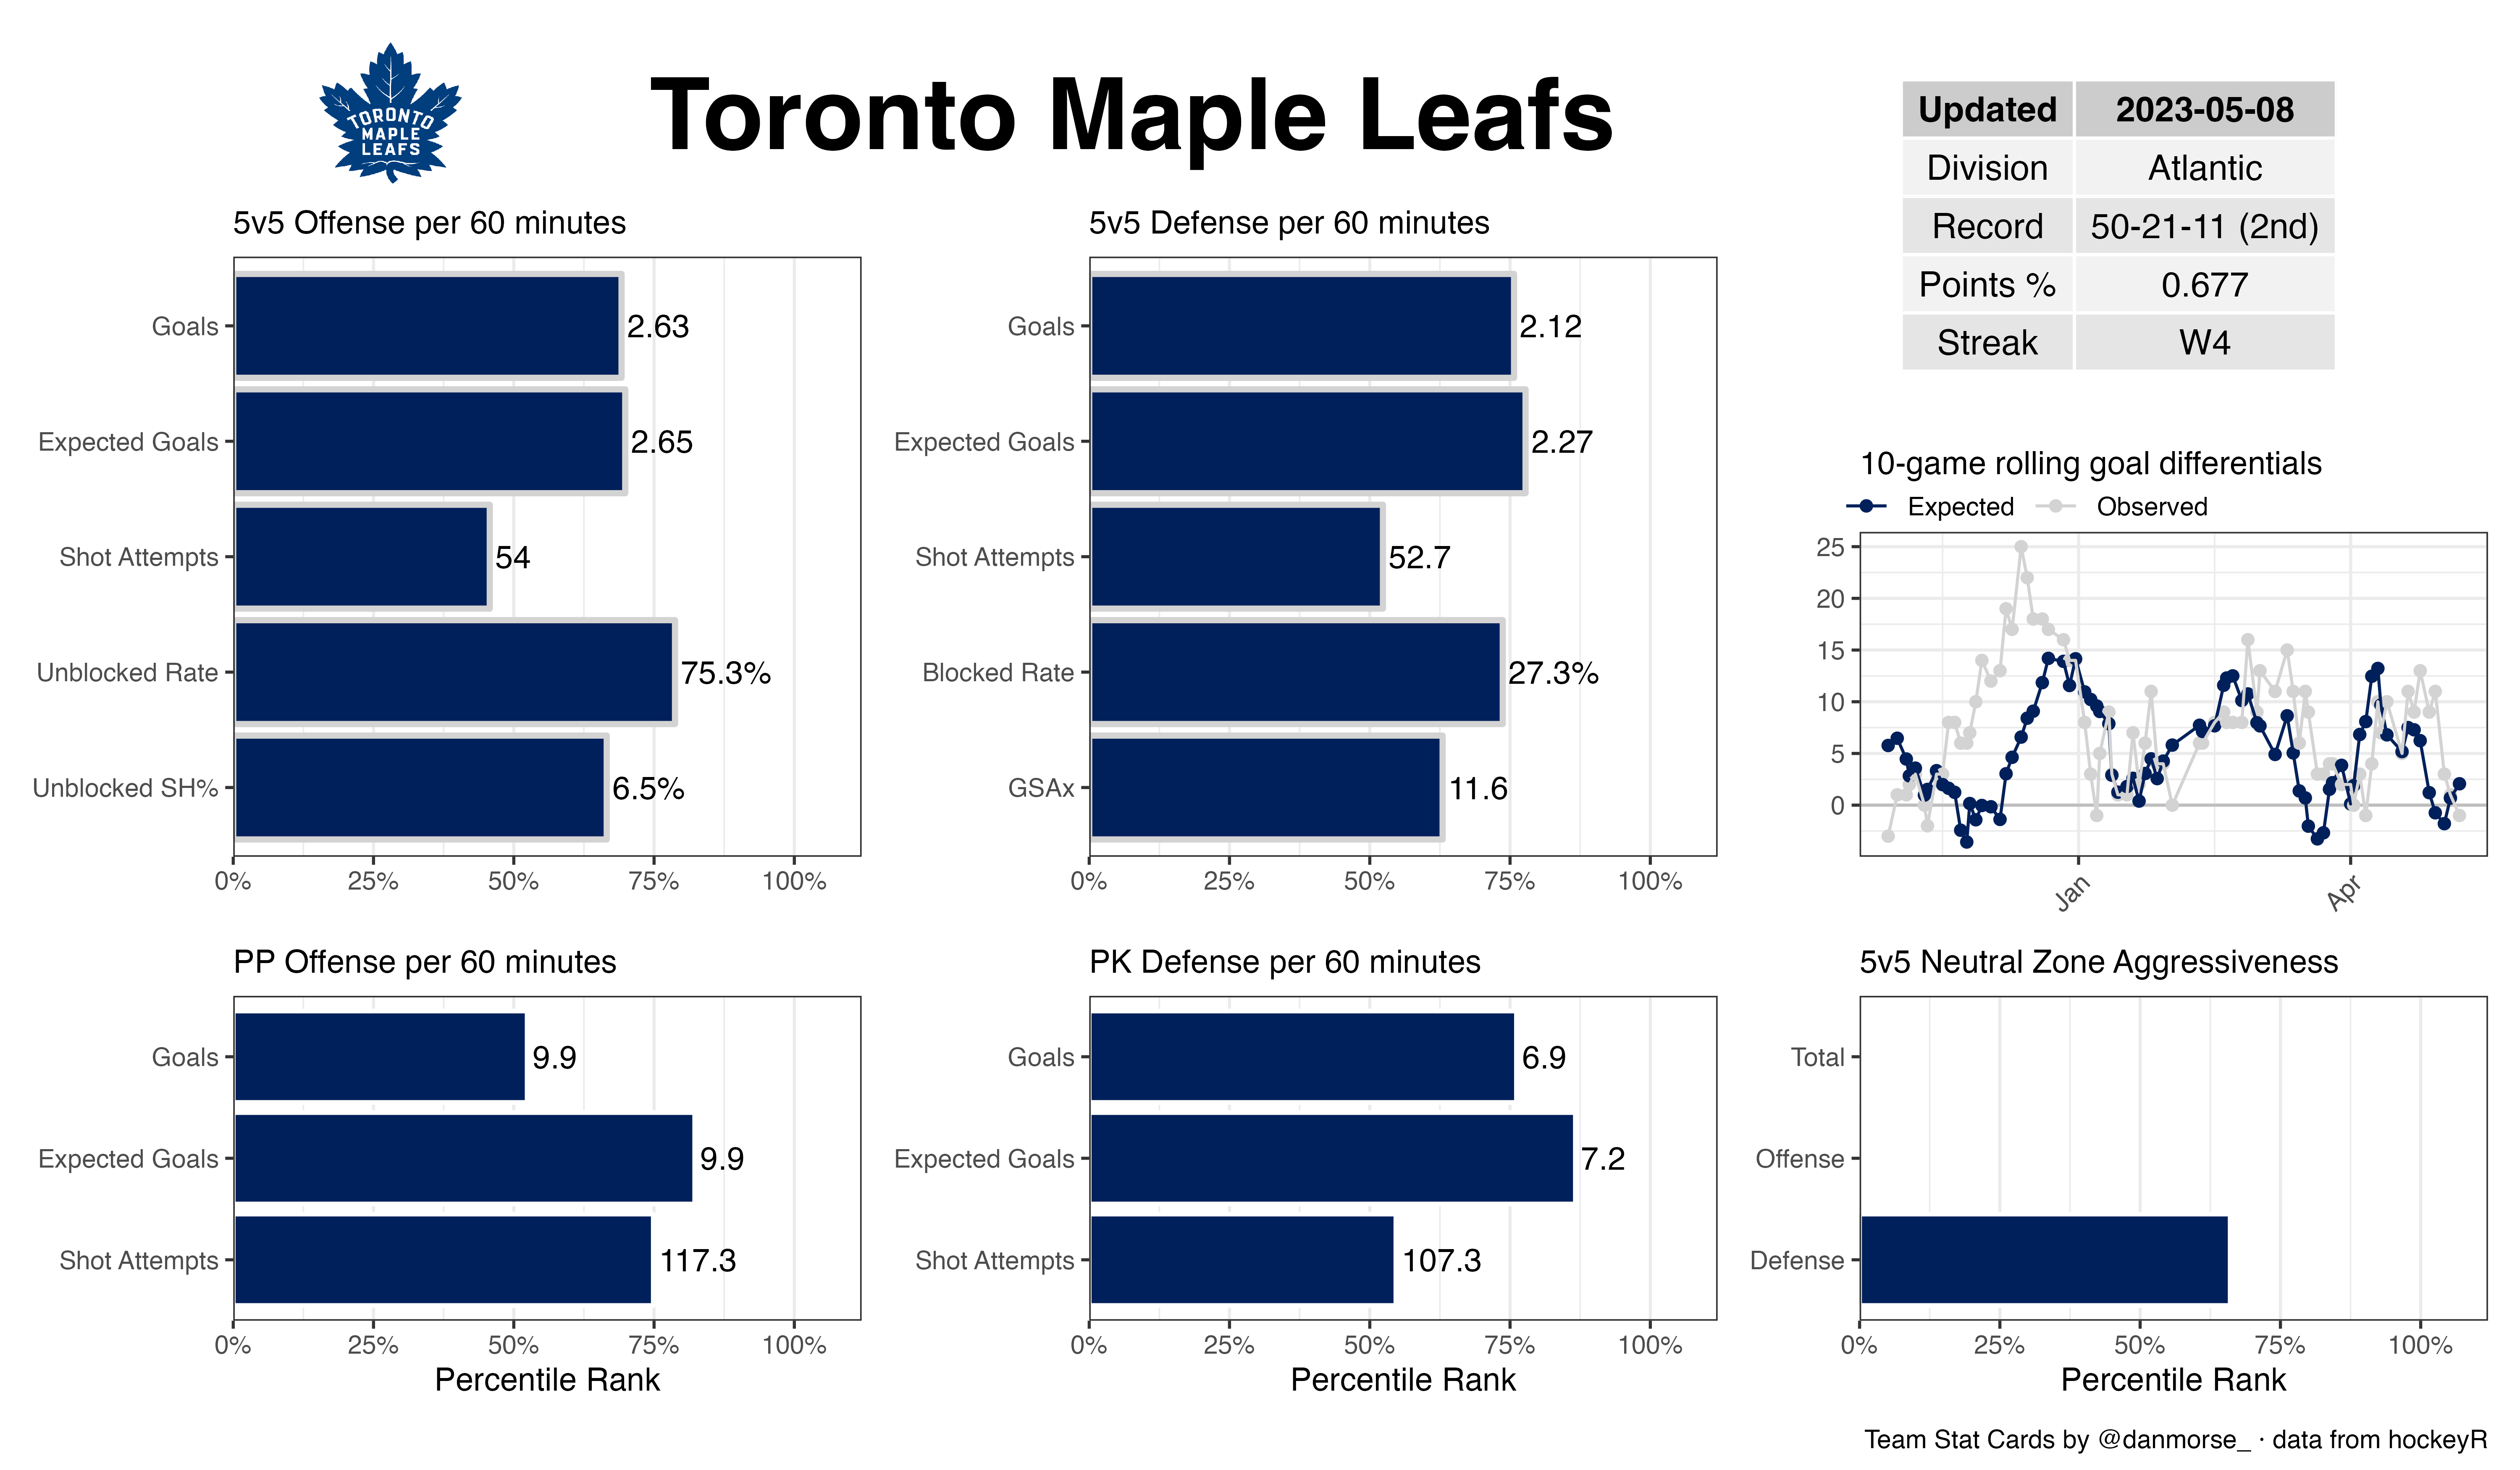 TORONTO
MAPLE
LEAFS
Toronto Maple Leafs
Updated 2023-05-08
Division Atlantic
Record 50-21-11 (2nd)
Points % 0.677
Streak W4
5v5 Offense per 60 minutes
Goals 2.63
Expected Goals 2.65
Shot Attempts 54
Unblocked Rate 75.3%
Unblocked SH% 6.5%
0% 25% 50% 75% 100%
5v5 Defense per 60 minutes
Goals 2.12
Expected Goals 2.27
Shot Attempts 52.7
Blocked Rate 27.3%
GSAx 11.6
0% 25% 50% 75% 100%
10-game rolling goal differentials
Expected Observed
25
20
15
10
5
0
Jan Apr
PP Offense per 60 minutes
Goals 9.9
Expected Goals 9.9
Shot Attempts 117.3
0% 25% 50% 75% 100%
Percentile Rank
PK Defense per 60 minutes
Goals 6.9
Expected Goals 7.2
Shot Attempts 107.3
0% 25% 50% 75% 100%
Percentile Rank
5v5 Neutral Zone Aggressiveness
Total
Offense
Defense
0% 25% 50% 75% 100%
Percentile Rank
Team Stat Cards by @danmorse_ · data from hockeyR